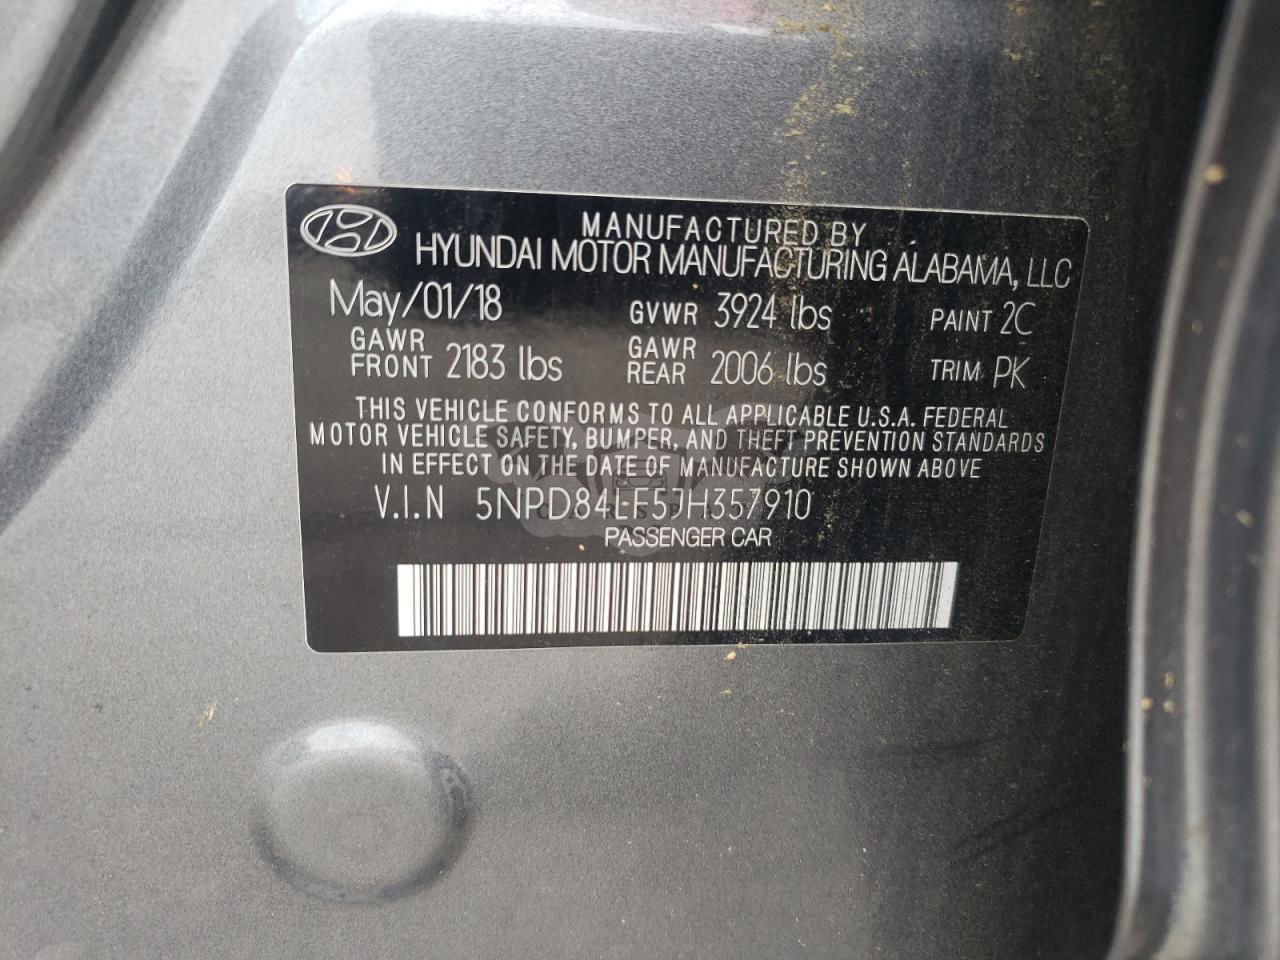 MANUFACTURED BY
HYUNDAI MOTOR MANUFACTURING ALABAMA, LLC
May/01/18 GVWR 3924 lbs PAINT 2C
GAWR FRONT 2183 lbs GAWR REAR 2006 lbs TRIM PK
THIS VEHICLE CONFORMS TO ALL APPLICABLE U.S.A. FEDERAL
MOTOR VEHICLE SAFETY, BUMPER, AND THEFT PREVENTION STANDARDS
IN EFFECT ON THE DATE OF MANUFACTURE SHOWN ABOVE
V.I.N 5NPD84LF5JH357910
PASSENGER CAR